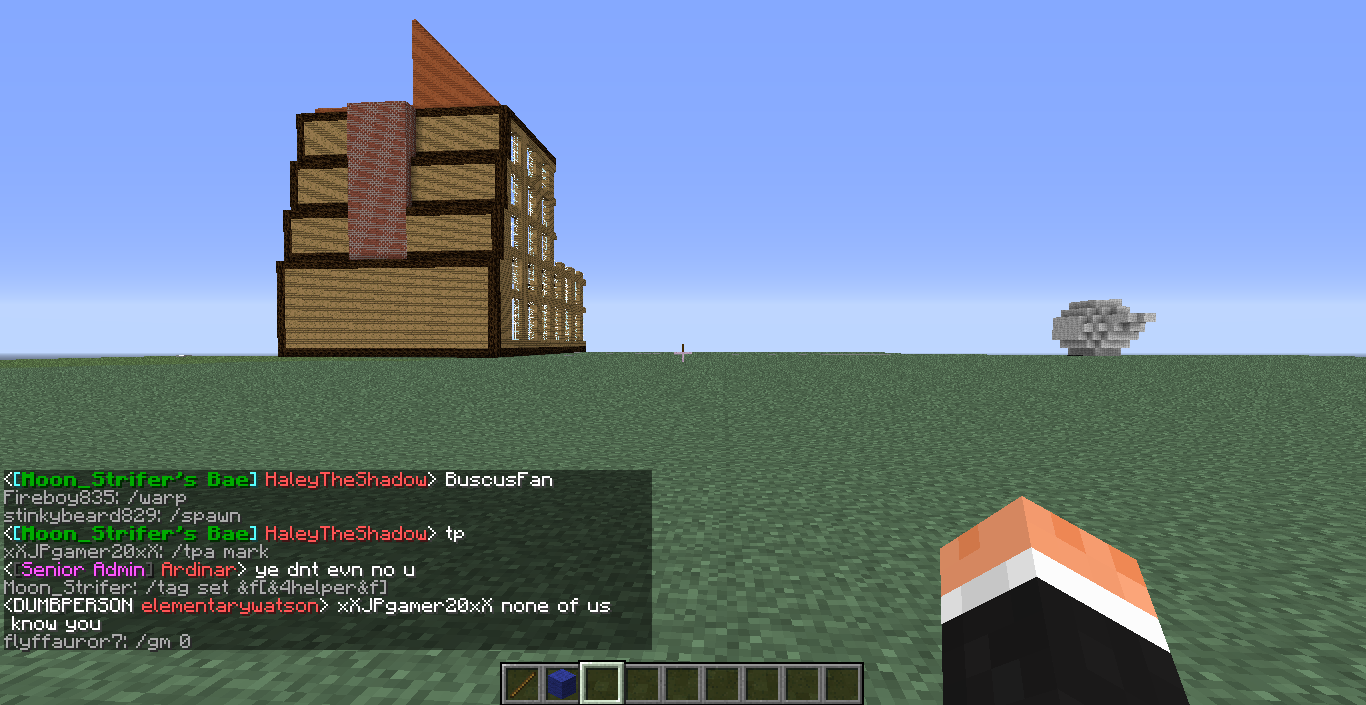 <[Moon_Strifer's Bae] HaleyTheShadow> BuscusFan
Fireboy835: /warp
stinkybeard829: /spawn
<[Moon_Strifer's Bae] HaleyTheShadow> tp
xXJPgamer20xX: /tpa mark
<[Senior Admin] Ardinar> ye dnt evn no u
Moon_Strifer: /tag set &f[&4helper&f]
<DUMBPERSON elementarywatson> xXJPgamer20xX none of us
know you
flyffauror7: /gm 0